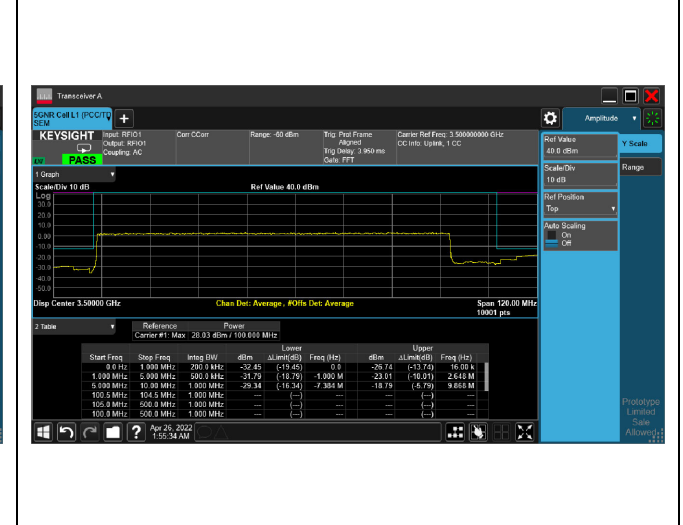 Transceiver A
5GNR Cell L1 (PCC/TD
SEM
+
Amplitude
KEYSIGHT
PASS
Input: RFIO1
Output: RFIO1
Coupling: AC
Corr CCorr
Range: -60 dBm
Trig: Prot Frame
Aligned
Trig Delay: 3.950 ms
Gate: FFT
Carrier Ref Freq: 3.500000000 GHz
CC Info: Uplink, 1 CC
Ref Value
40.0 dBm
Y Scale
Scale/Div
10 dB
Range
Ref Position
Top
Auto Scaling
On
Off
1 Graph
Scale/Div 10 dB
Ref Value 40.0 dBm
Log
30.0
20.0
10.0
0.00
-10.0
-20.0
-30.0
-40.0
-50.0
Disp Center 3.50000 GHz
Chan Det: Average, #Offs Det: Average
Span 120.00 MHz
10001 pts
2 Table
Reference Power
Carrier #1: Max 28.03 dBm / 100.000 MHz
Lower Upper
Start Freq Stop Freq Integ BW dBm ΔLimit(dB) Freq (Hz) dBm ΔLimit(dB) Freq (Hz)
0.0 Hz 1.000 MHz 200.0 kHz -32.45 (-19.45) 0.0 -26.74 (-13.74) 16.00 k
1.000 MHz 5.000 MHz 500.0 kHz -31.79 (-18.79) -1.000 M -23.01 (-10.01) 2.648 M
5.000 MHz 10.00 MHz 1.000 MHz -29.34 (-16.34) -7.384 M -18.79 (-5.79) 9.868 M
100.5 MHz 104.5 MHz 1.000 MHz --- (---) --- --- (---) ---
105.0 MHz 500.0 MHz 1.000 MHz --- (---) --- --- (---) ---
100.0 MHz 500.0 MHz 1.000 MHz --- (---) --- --- (---) ---
Prototype
Limited
Sale
Allowed
?
Apr 26, 2022
1:55:34 AM